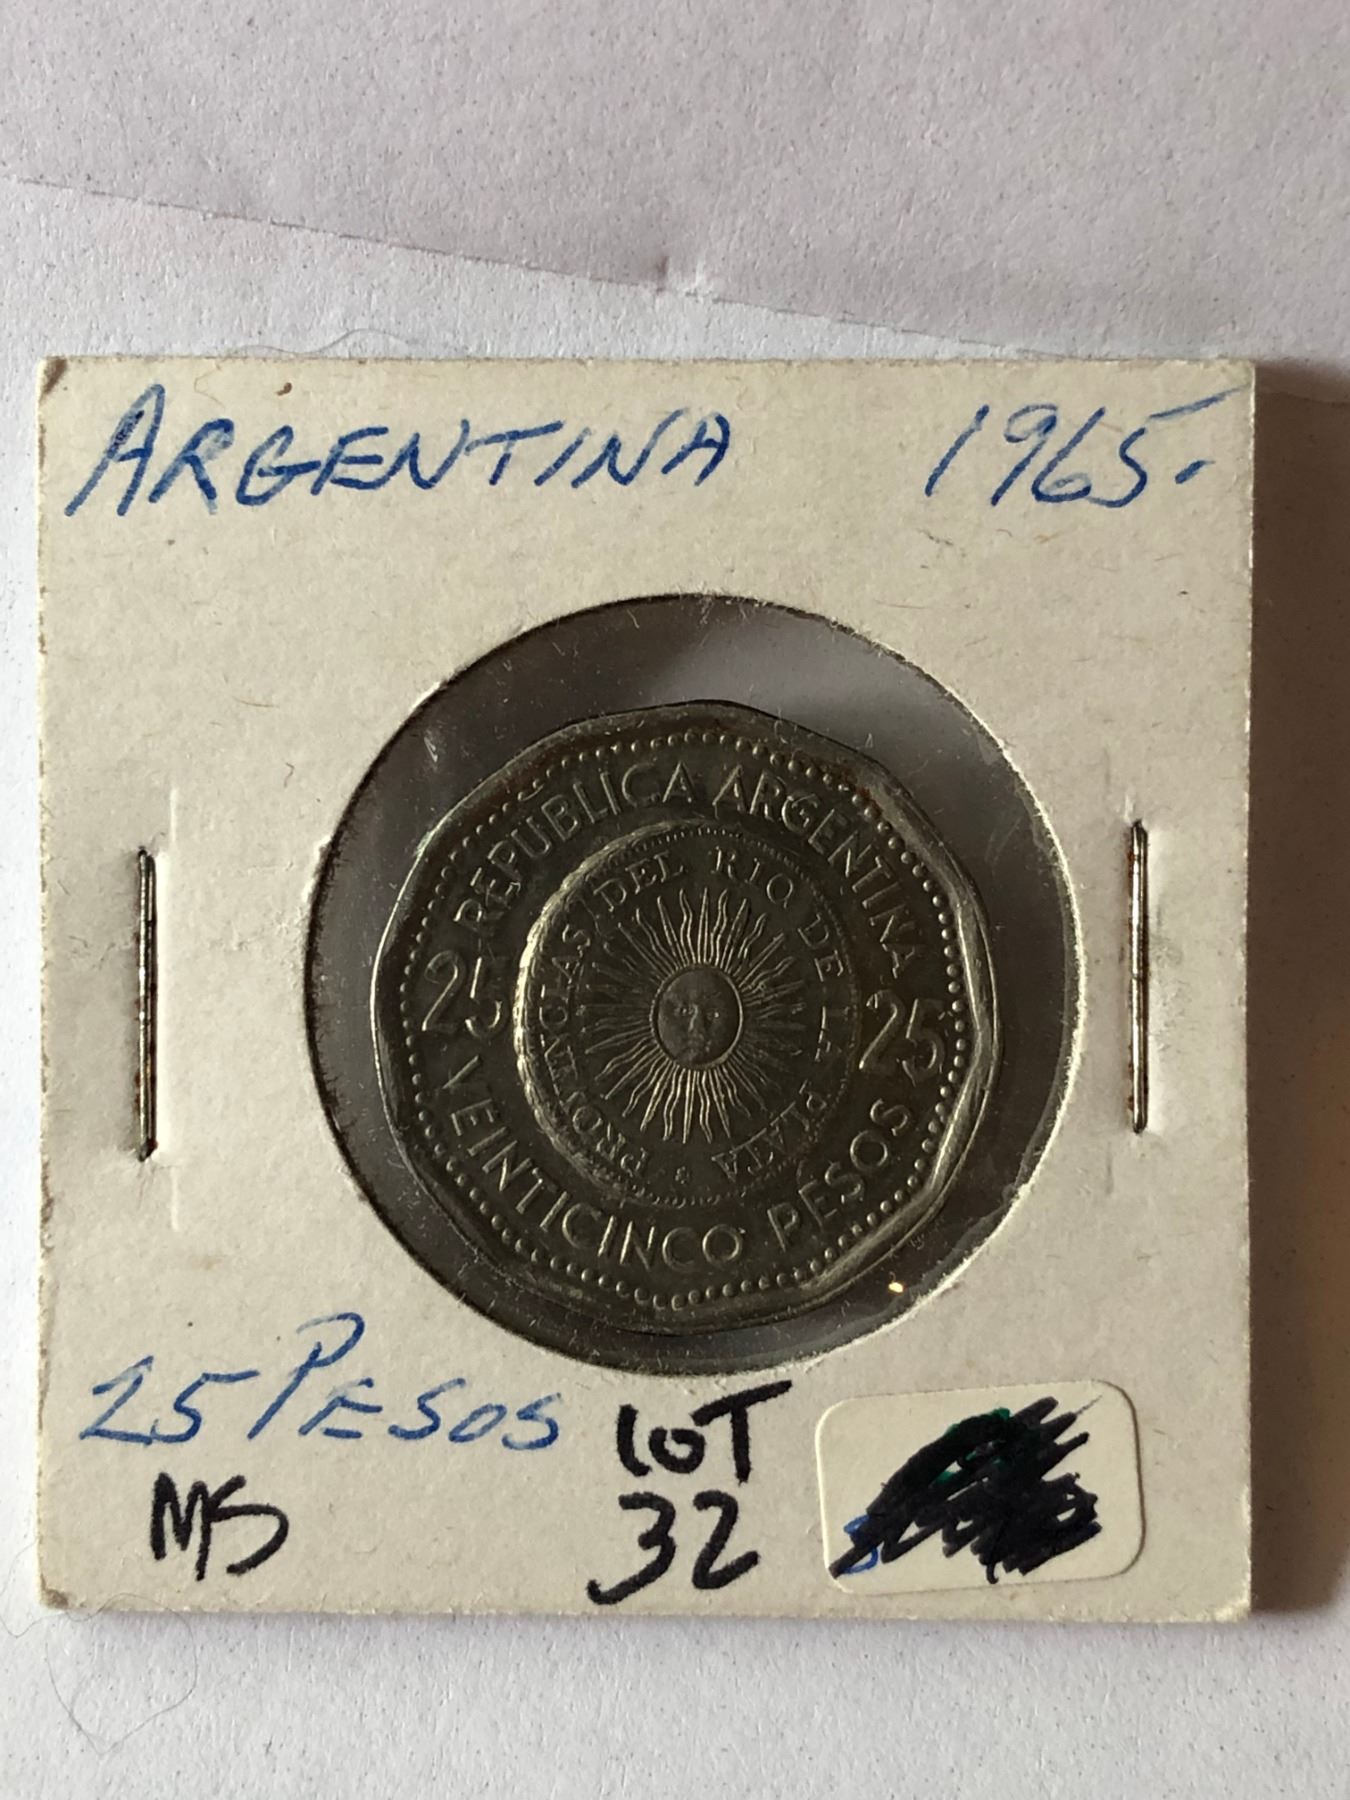 ARGENTINA 1965.
REPUBLICA ARGENTINA
25 25
VEINTICINCO PESOS
PROVINCIAS DEL RIO DE LA PLATA
25 PESOS
MS
LOT
32